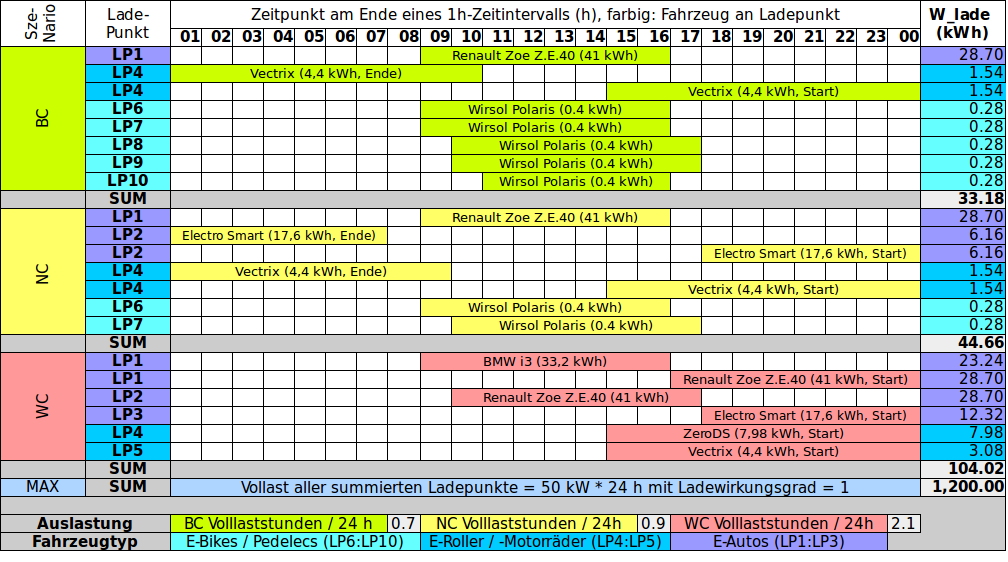 Sze-
Nario
Lade-
Punkt
Zeitpunkt am Ende eines 1h-Zeitintervalls (h), farbig: Fahrzeug an Ladepunkt
W_lade
(kWh)
01 02 03 04 05 06 07 08 09 10 11 12 13 14 15 16 17 18 19 20 21 22 23 00
BC
LP1 Renault Zoe Z.E.40 (41 kWh) 28.70
LP4 Vectrix (4,4 kWh, Ende) 1.54
LP4 Vectrix (4,4 kWh, Start) 1.54
LP6 Wirsol Polaris (0.4 kWh) 0.28
LP7 Wirsol Polaris (0.4 kWh) 0.28
LP8 Wirsol Polaris (0.4 kWh) 0.28
LP9 Wirsol Polaris (0.4 kWh) 0.28
LP10 Wirsol Polaris (0.4 kWh) 0.28
SUM 33.18
NC
LP1 Renault Zoe Z.E.40 (41 kWh) 28.70
LP2 Electro Smart (17,6 kWh, Ende) 6.16
LP2 Electro Smart (17,6 kWh, Start) 6.16
LP4 Vectrix (4,4 kWh, Ende) 1.54
LP4 Vectrix (4,4 kWh, Start) 1.54
LP6 Wirsol Polaris (0.4 kWh) 0.28
LP7 Wirsol Polaris (0.4 kWh) 0.28
SUM 44.66
WC
LP1 BMW i3 (33,2 kWh) 23.24
LP1 Renault Zoe Z.E.40 (41 kWh, Start) 28.70
LP2 Renault Zoe Z.E.40 (41 kWh) 28.70
LP3 Electro Smart (17,6 kWh, Start) 12.32
LP4 ZeroDS (7,98 kWh, Start) 7.98
LP5 Vectrix (4,4 kWh, Start) 3.08
SUM 104.02
MAX SUM Vollast aller summierten Ladepunkte = 50 kW * 24 h mit Ladewirkungsgrad = 1 1,200.00
Auslastung BC Volllaststunden / 24 h 0.7 NC Volllaststunden / 24h 0.9 WC Volllaststunden / 24h 2.1
Fahrzeugtyp E-Bikes / Pedelecs (LP6:LP10) E-Roller / -Motorräder (LP4:LP5) E-Autos (LP1:LP3)